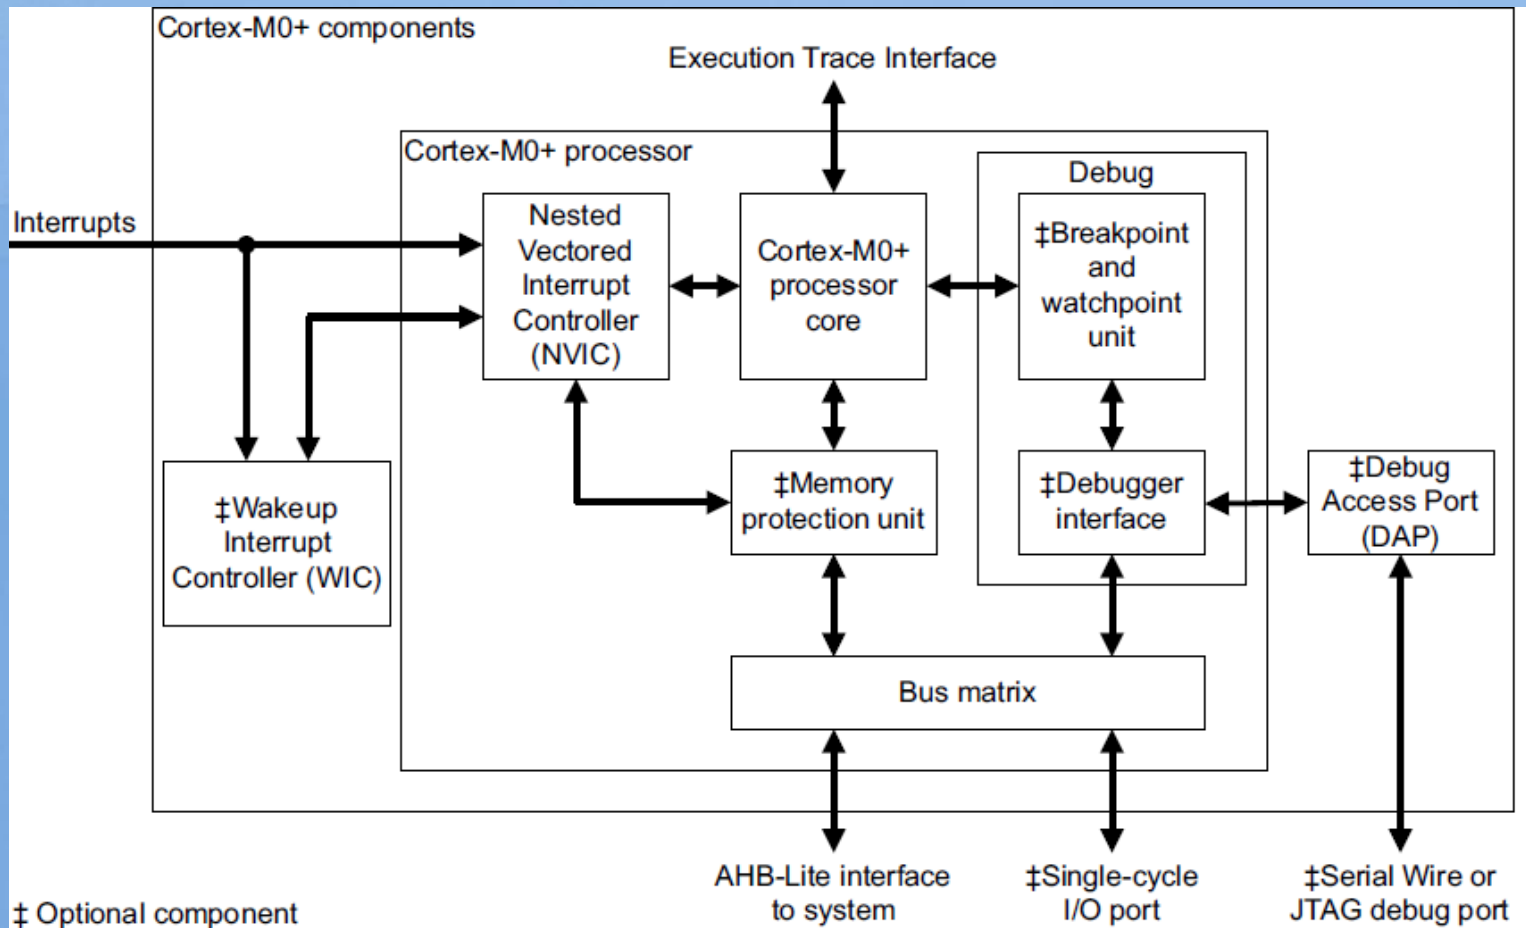 Cortex-M0+ components
Execution Trace Interface
Cortex-M0+ processor
Debug
Interrupts
Nested
Vectored
Interrupt
Controller
(NVIC)
Cortex-M0+
processor
core
‡Breakpoint
and
watchpoint
unit
‡Wakeup
Interrupt
Controller (WIC)
‡Memory
protection unit
‡Debugger
interface
‡Debug
Access Port
(DAP)
Bus matrix
AHB-Lite interface
to system
‡Single-cycle
I/O port
‡Serial Wire or
JTAG debug port
‡ Optional component